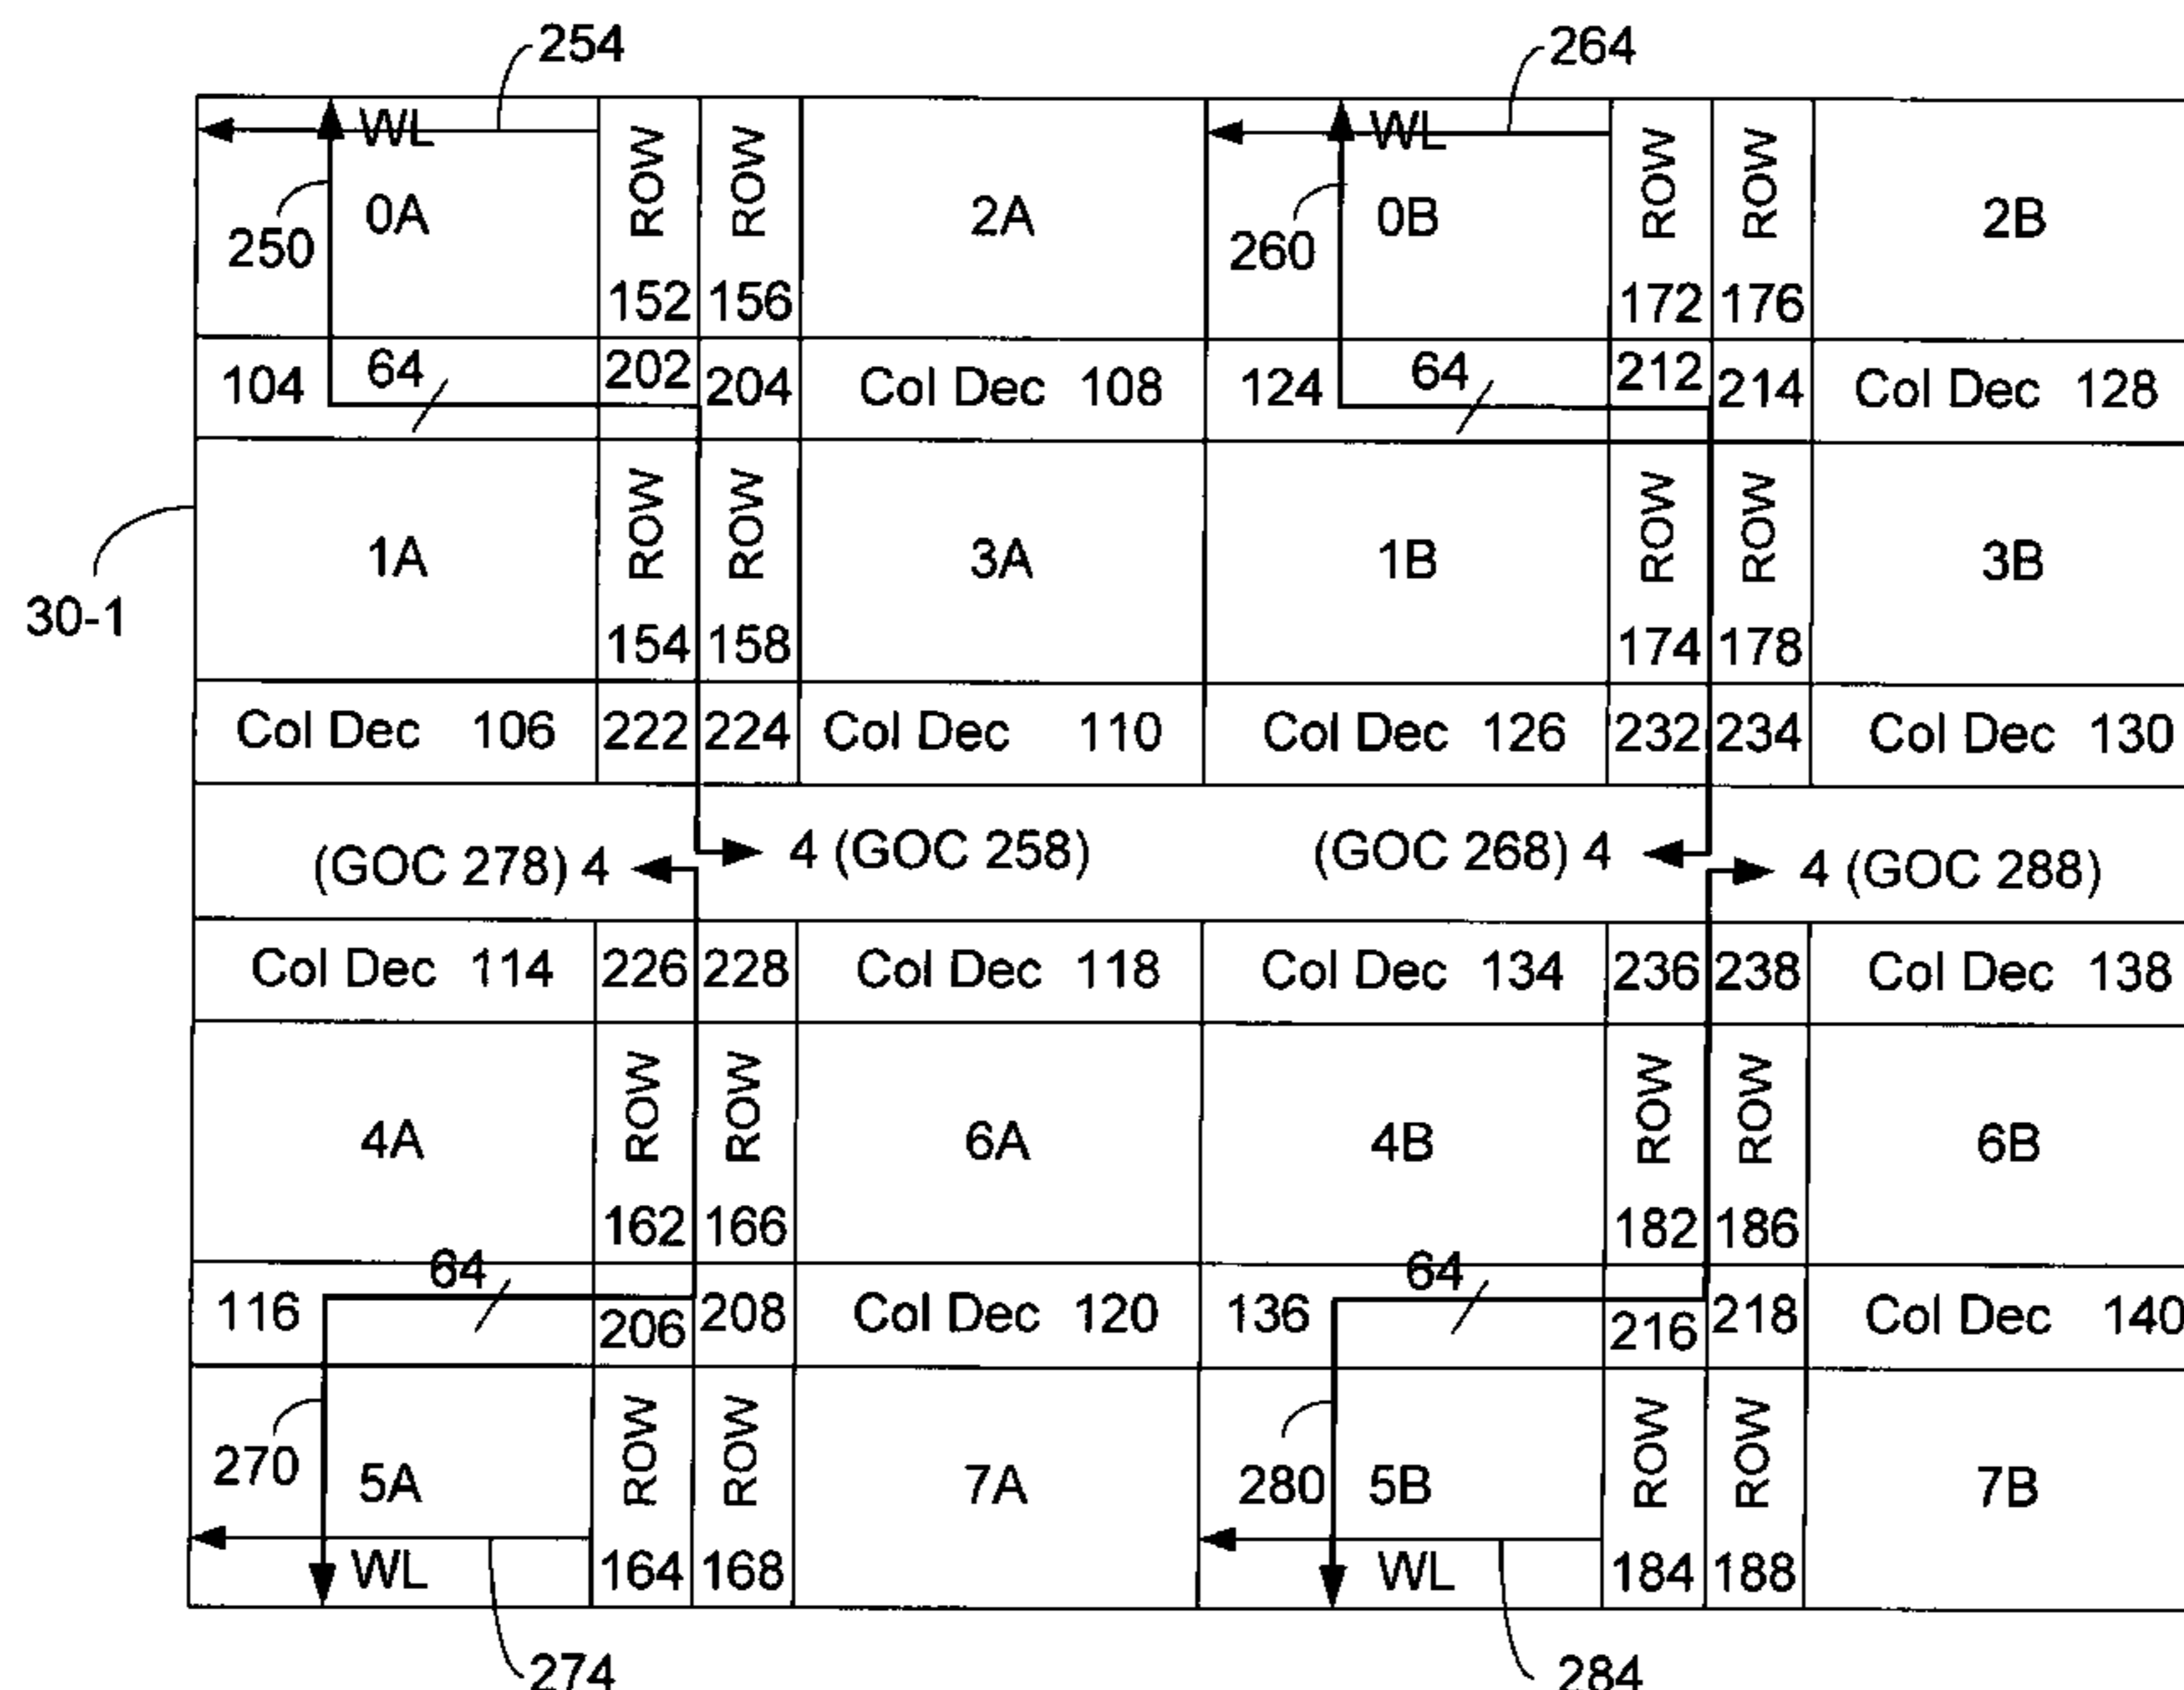 254 264
WL ROW ROW WL ROW ROW
250 0A 2A 260 0B 2B
152 156 172 176
104 64 202 204 Col Dec 108 124 64 212 214 Col Dec 128
ROW ROW ROW ROW
1A 3A 1B 3B
30-1
154 158 174 178
Col Dec 106 222 224 Col Dec 110 Col Dec 126 232 234 Col Dec 130
(GOC 278) 4 4 (GOC 258) (GOC 268) 4 4 (GOC 288)
Col Dec 114 226 228 Col Dec 118 Col Dec 134 236 238 Col Dec 138
ROW ROW ROW ROW
4A 6A 4B 6B
162 166 182 186
64 64
116 206 208 Col Dec 120 136 216 218 Col Dec 140
ROW ROW ROW ROW
270 5A 7A 280 5B 7B
WL 164 168 WL 184 188
274 284